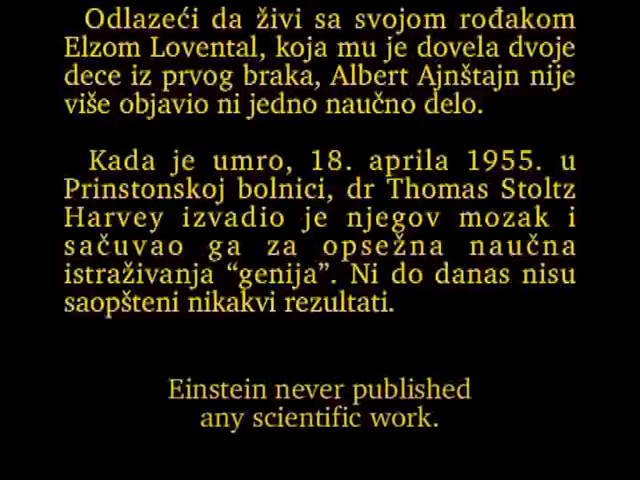 Odlazeći da živi sa svojom rođakom
Elzom Lovental, koja mu je dovela dvoje
dece iz prvog braka, Albert Ajnštajn nije
više objavio ni jedno naučno delo.
Kada je umro, 18. aprila 1955. u
Prinstonskoj bolnici, dr Thomas Stoltz
Harvey izvadio je njegov mozak i
sačuvao ga za opsežna naučna
istraživanja “genija”. Ni do danas nisu
saopšteni nikakvi rezultati.
Einstein never published
any scientific work.